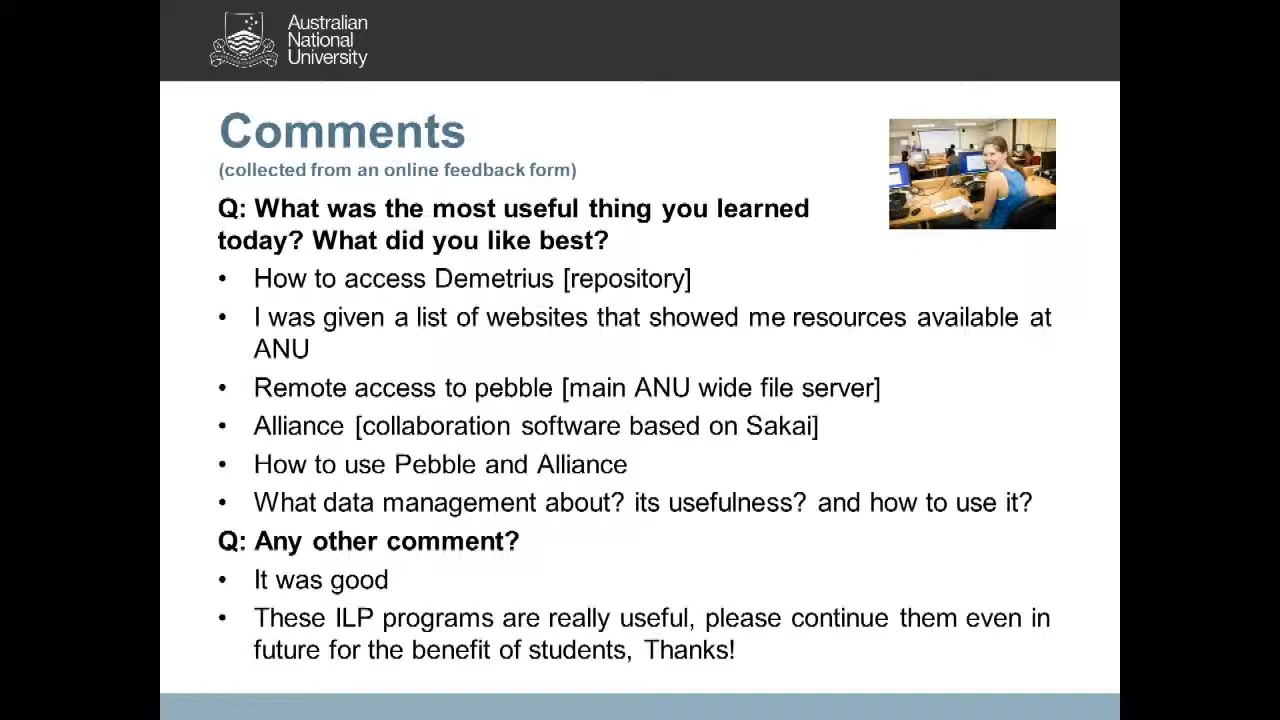 Australian
National
University
Comments
(collected from an online feedback form)
Q: What was the most useful thing you learned
today? What did you like best?
• How to access Demetrius [repository]
• I was given a list of websites that showed me resources available at
ANU
• Remote access to pebble [main ANU wide file server]
• Alliance [collaboration software based on Sakai]
• How to use Pebble and Alliance
• What data management about? its usefulness? and how to use it?
Q: Any other comment?
• It was good
• These ILP programs are really useful, please continue them even in
future for the benefit of students, Thanks!